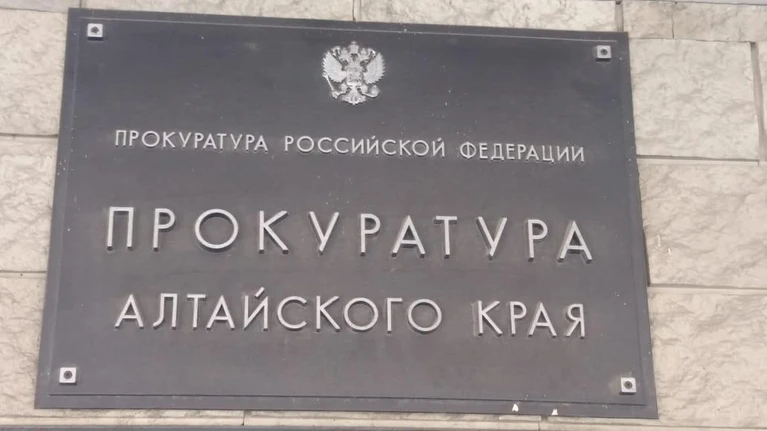 ПРОКУРАТУРА РОССИЙСКОЙ ФЕДЕРАЦИИ
ПРОКУРАТУРА
АЛТАЙСКОГО КРАЯ